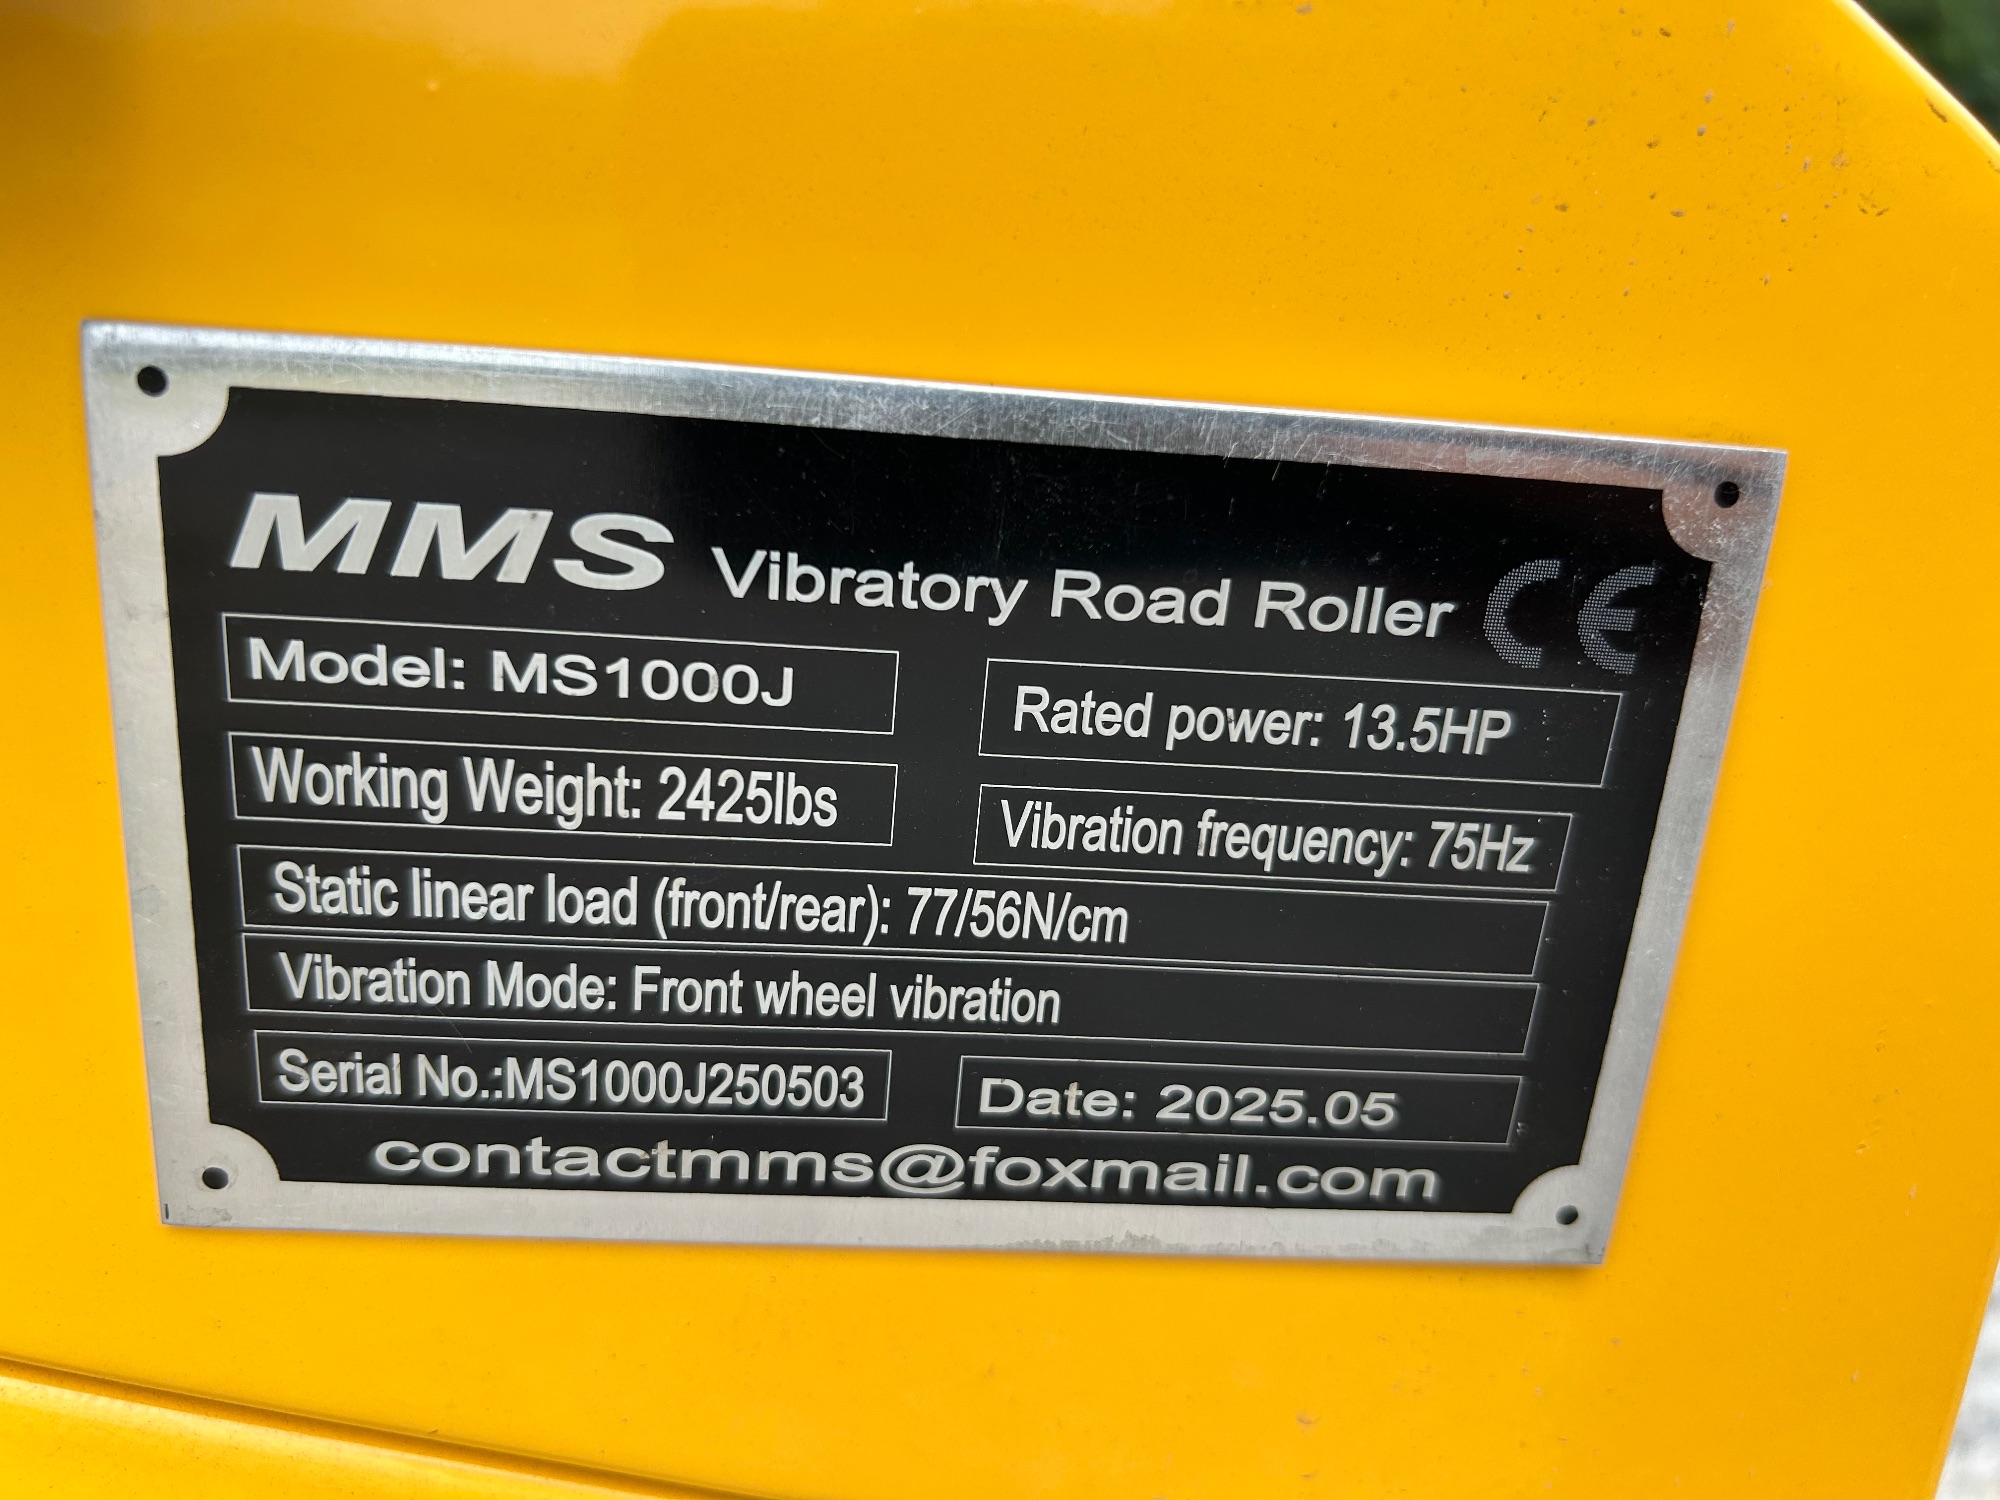 MMS Vibratory Road Roller CE
Model: MS1000J
Rated power: 13.5HP
Working Weight: 2425lbs
Vibration frequency: 75Hz
Static linear load (front/rear): 77/56N/cm
Vibration Mode: Front wheel vibration
Serial No.:MS1000J250503
Date: 2025.05
contactmms@foxmail.com